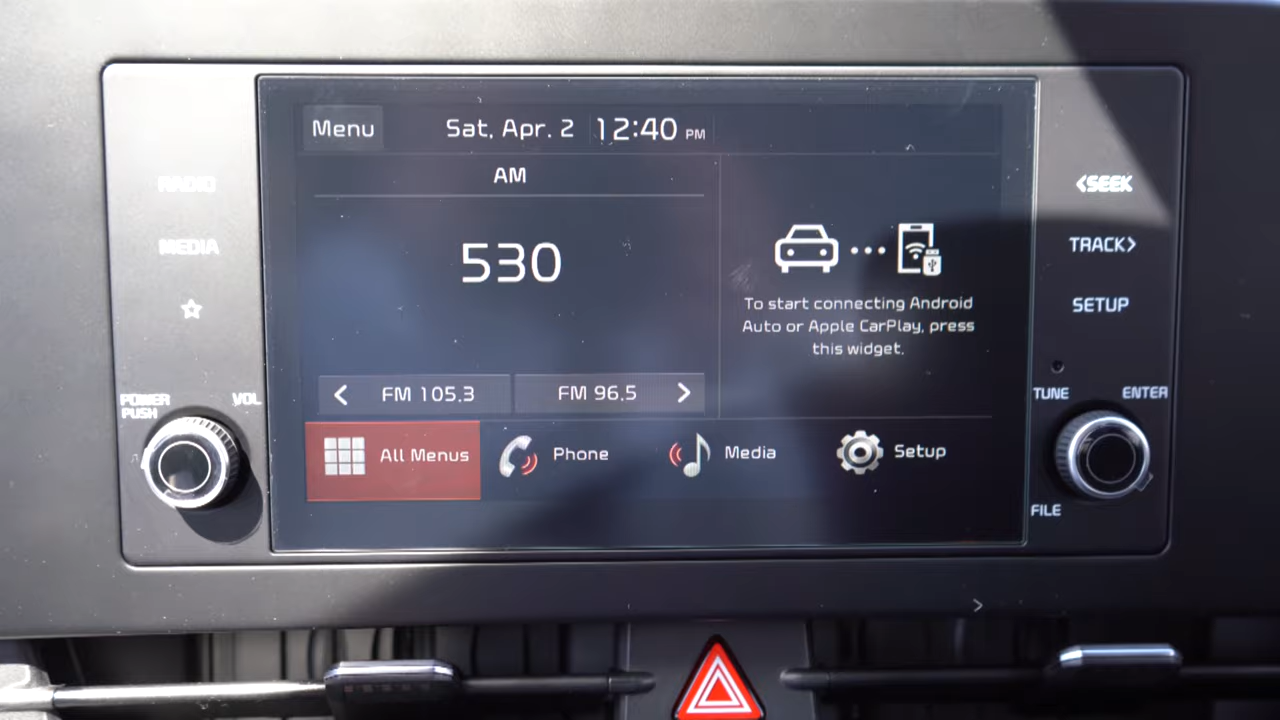 Menu
Sat, Apr. 2 12:40 PM
AM
530
FM 105.3
FM 96.5
To start connecting Android
Auto or Apple CarPlay, press
this widget.
All Menus
Phone
Media
Setup
RADIO
MEDIA
POWER
PUSH
VOL
<SEEK
TRACK>
SETUP
TUNE
ENTER
FILE